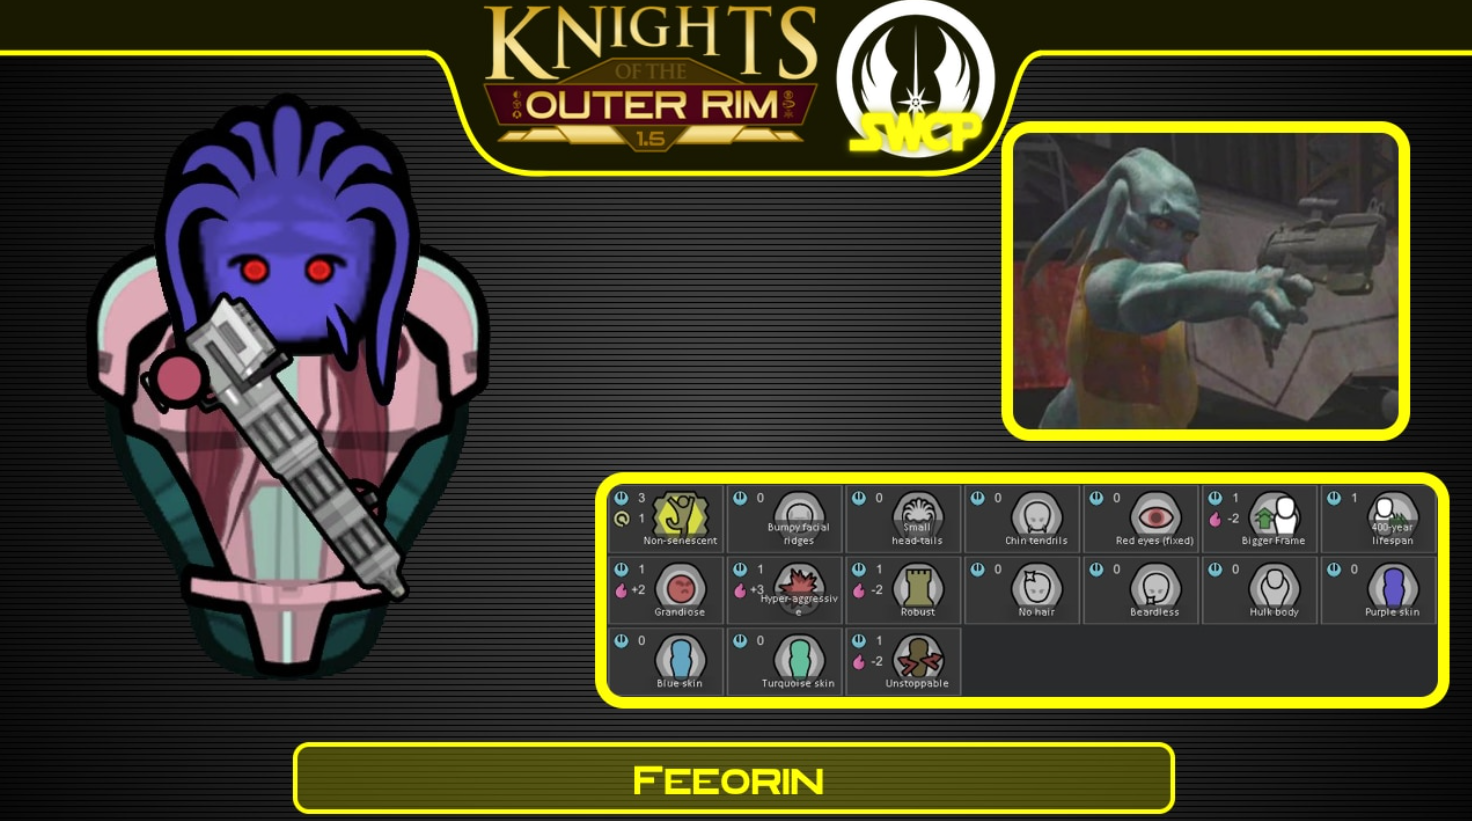 KNIGHTS
OF THE
OUTER RIM
1.5
SWCP
3
1
Non-senescent
0
Bumpy facial
ridges
0
Small
head-tails
0
Chin tendrils
0
Red eyes (fixed)
1
-2
Bigger Frame
1
400-year
lifespan
1
+2
Grandiose
1
+3
Hyper-aggressiv
e
1
-2
Robust
0
No hair
0
Beardless
0
Hulk body
0
Purple skin
0
Blue skin
0
Turquoise skin
1
-2
Unstoppable
FEEORIN